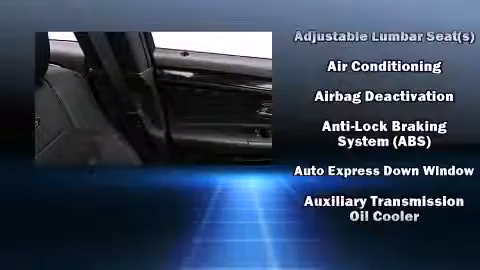 Adjustable Lumbar Seat(s)
Air Conditioning
Airbag Deactivation
Anti-Lock Braking
System (ABS)
Auto Express Down Window
Auxiliary Transmission
Oil Cooler